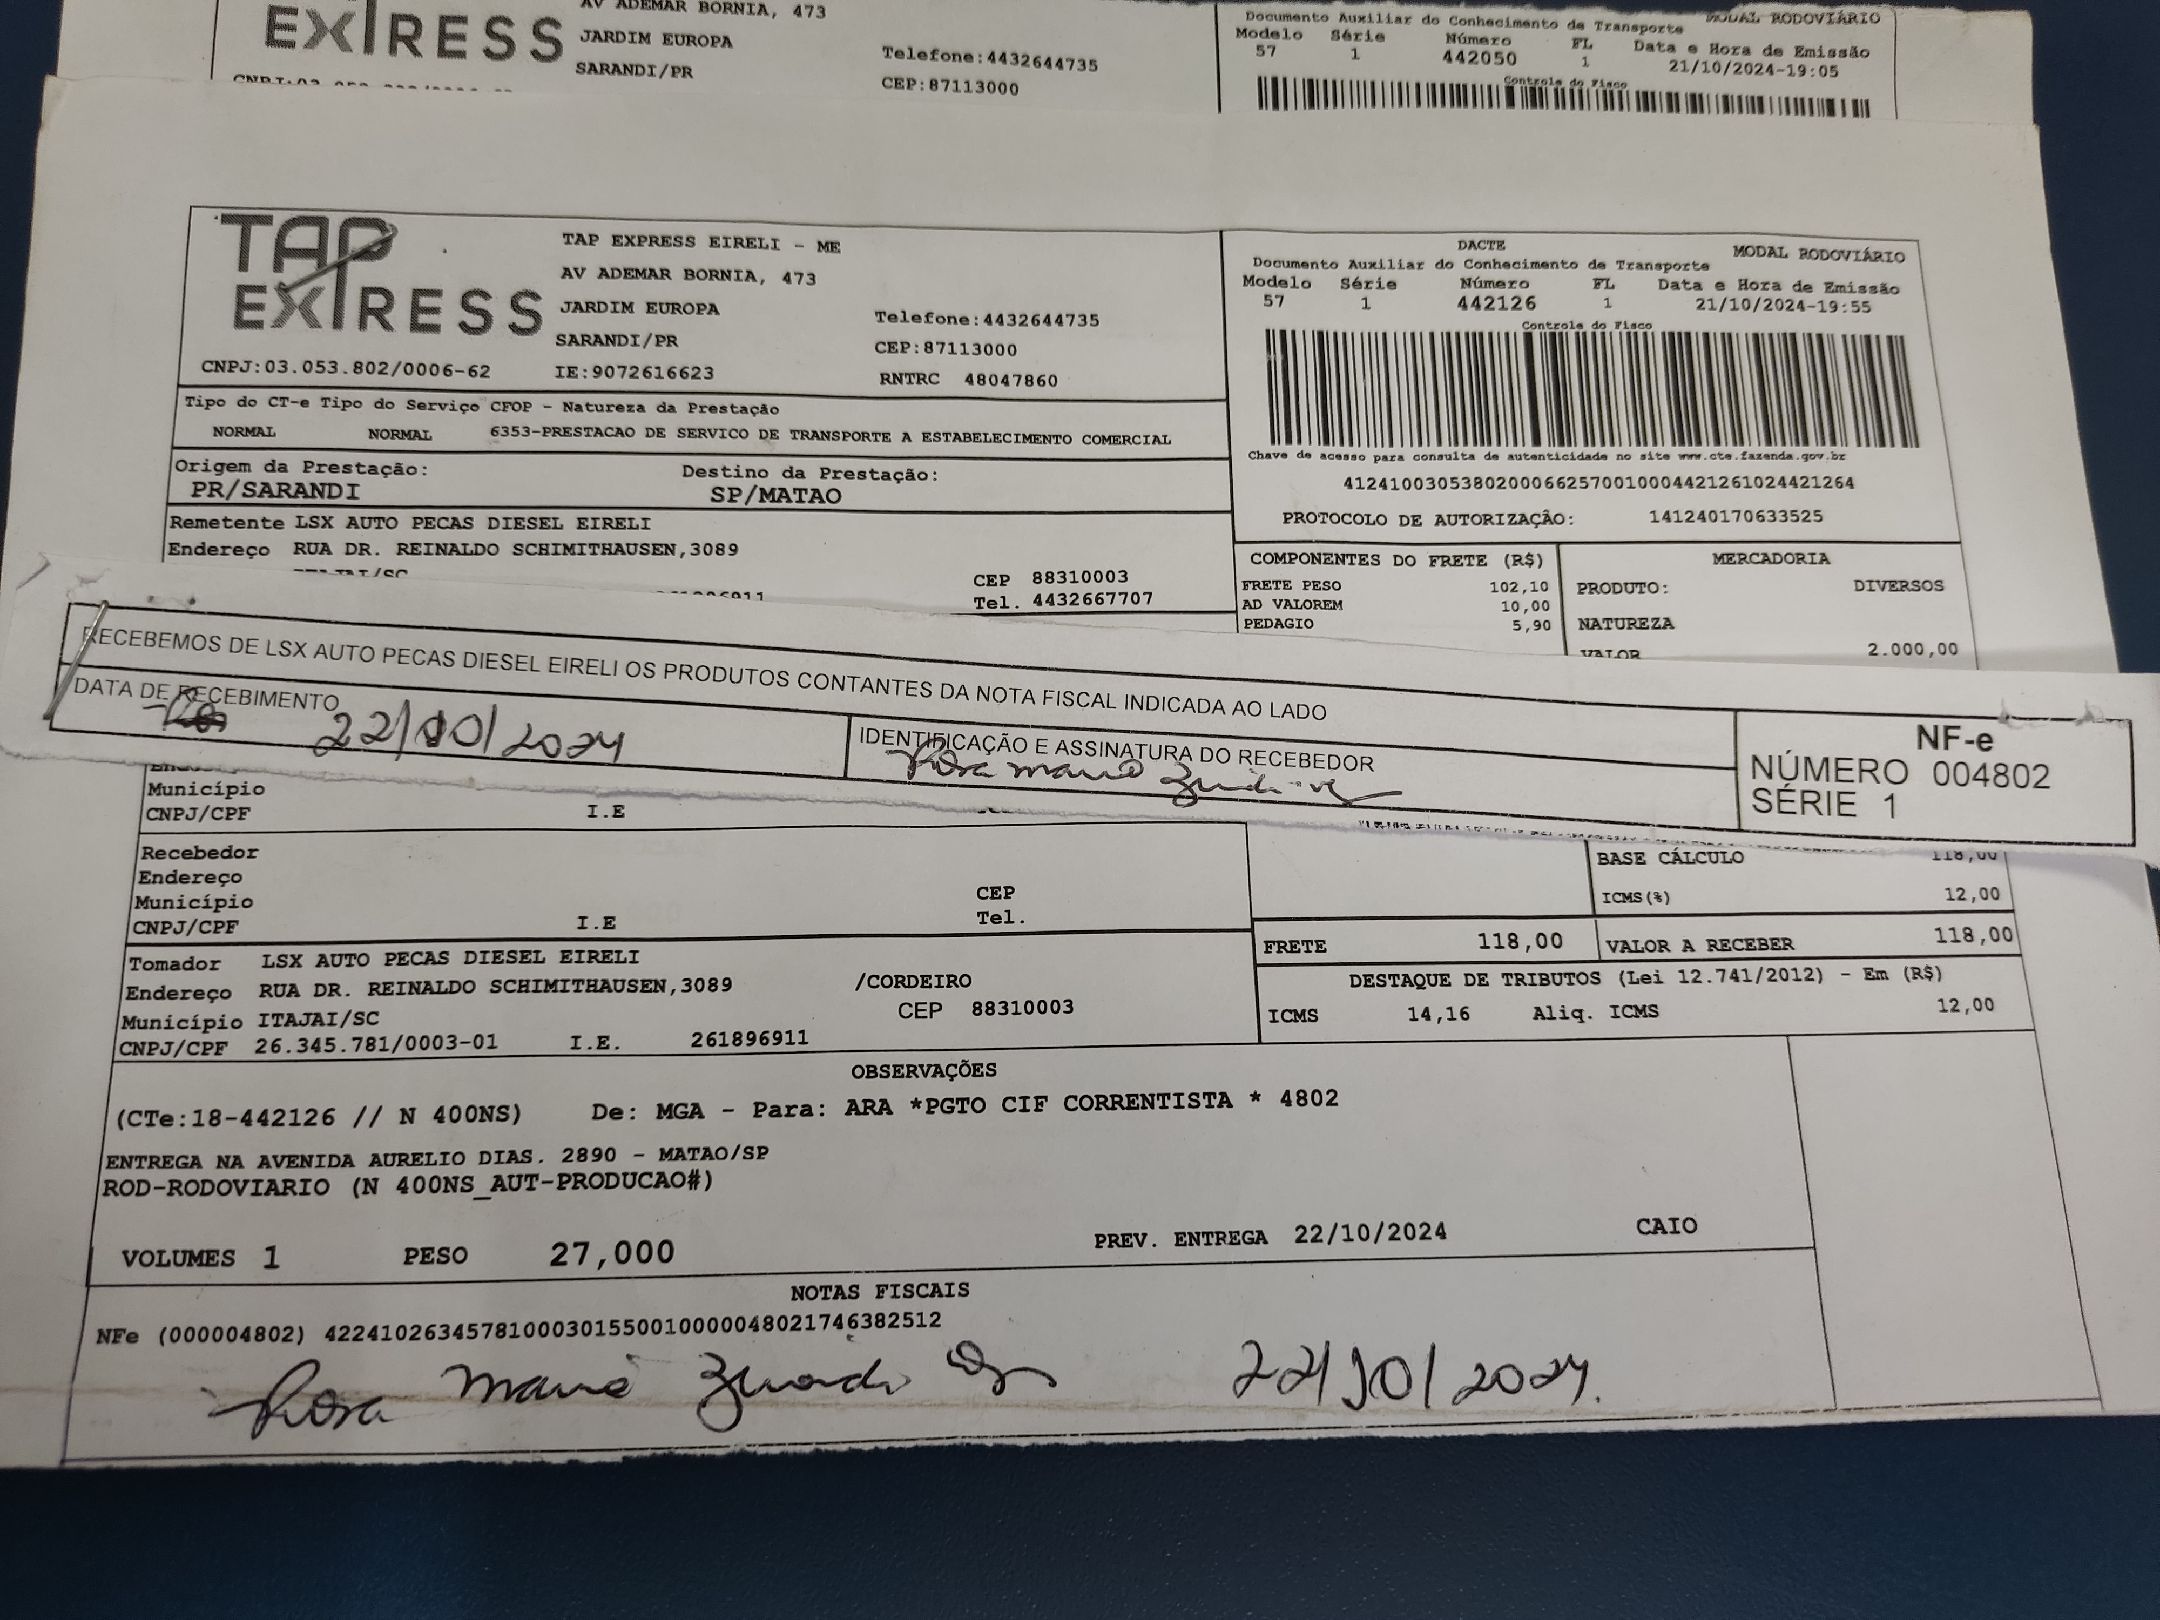 AV ADEMAR BORNIA, 473
EXPRESS
JARDIM EUROPA
SARANDI/PR
Telefone:4432644735
CEP:87113000
Documento Auxiliar do Conhecimento de Transporte MODAL RODOVIÁRIO
Modelo Série Número FL Data e Hora de Emissão
57 1 442050 1 21/10/2024-19:05
Controle do Fisco
TAP EXPRESS
TAP EXPRESS EIRELI - ME
AV ADEMAR BORNIA, 473
JARDIM EUROPA
SARANDI/PR
Telefone:4432644735
CEP:87113000
CNPJ:03.053.802/0006-62 IE:9072616623 RNTRC 48047860
DACTE MODAL RODOVIÁRIO
Documento Auxiliar do Conhecimento de Transporte
Modelo Série Número FL Data e Hora de Emissão
57 1 442126 1 21/10/2024-19:55
Controle do Fisco
Chave de acesso para consulta de autenticidade no site www.cte.fazenda.gov.br
41241003053802000662570010004421261024421264
PROTOCOLO DE AUTORIZAÇÃO: 141240170633525
Tipo do CT-e Tipo do Serviço CFOP - Natureza da Prestação
NORMAL NORMAL 6353-PRESTACAO DE SERVICO DE TRANSPORTE A ESTABELECIMENTO COMERCIAL
Origem da Prestação: Destino da Prestação:
PR/SARANDI SP/MATAO
Remetente LSX AUTO PECAS DIESEL EIRELI
Endereço RUA DR. REINALDO SCHIMITHAUSEN,3089
CEP 88310003
Tel. 4432667707
COMPONENTES DO FRETE (R$)
FRETE PESO 102,10
AD VALOREM 10,00
PEDAGIO 5,90
MERCADORIA
PRODUTO: DIVERSOS
NATUREZA
VALOR 2.000,00
RECEBEMOS DE LSX AUTO PECAS DIESEL EIRELI OS PRODUTOS CONTANTES DA NOTA FISCAL INDICADA AO LADO
DATA DE RECEBIMENTO
22/10/2024
IDENTIFICAÇÃO E ASSINATURA DO RECEBEDOR
Rosa Maria
NF-e
NÚMERO 004802
SÉRIE 1
Município
CNPJ/CPF I.E
Recebedor
Endereço
Município CEP
CNPJ/CPF I.E Tel.
BASE CÁLCULO 118,00
ICMS(%) 12,00
FRETE 118,00 VALOR A RECEBER 118,00
DESTAQUE DE TRIBUTOS (Lei 12.741/2012) - Em (R$)
ICMS 14,16 Aliq. ICMS 12,00
Tomador LSX AUTO PECAS DIESEL EIRELI
Endereço RUA DR. REINALDO SCHIMITHAUSEN,3089 /CORDEIRO
Município ITAJAI/SC CEP 88310003
CNPJ/CPF 26.345.781/0003-01 I.E. 261896911
OBSERVAÇÕES
(CTe:18-442126 // N 400NS) De: MGA - Para: ARA *PGTO CIF CORRENTISTA * 4802
ENTREGA NA AVENIDA AURELIO DIAS. 2890 - MATAO/SP
ROD-RODOVIARIO (N 400NS_AUT-PRODUCAO#)
VOLUMES 1 PESO 27,000 PREV. ENTREGA 22/10/2024 CAIO
NOTAS FISCAIS
NFe (000004802) 42241026345781000301550010000048021746382512
Rosa Maria 22/10/2024.